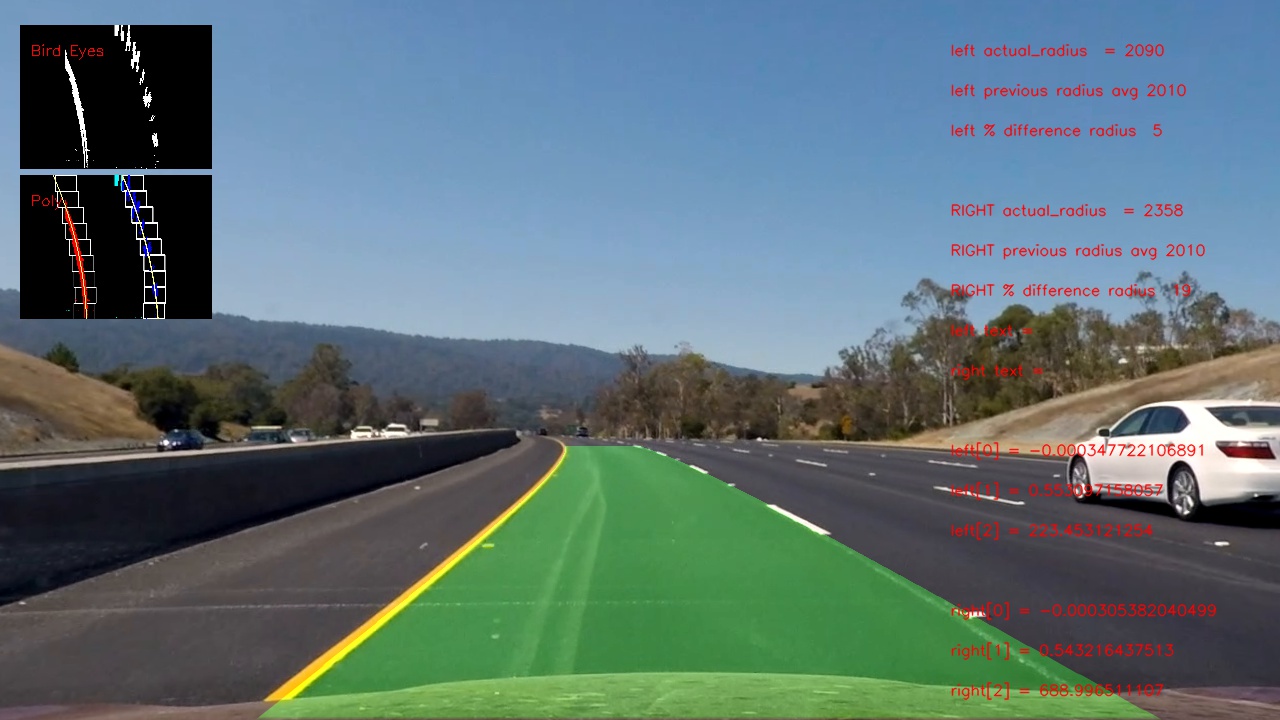 Bird Eyes
Poly
left actual_radius = 2090
left previous radius avg 2010
left % difference radius 5
RIGHT actual_radius = 2358
RIGHT previous radius avg 2010
RIGHT % difference radius 19
left text =
right text =
left[0] = -0.000347722106891
left[1] = 0.553097158057
left[2] = 223.453121254
right[0] = -0.000305382040499
right[1] = 0.543216437513
right[2] = 688.996511107